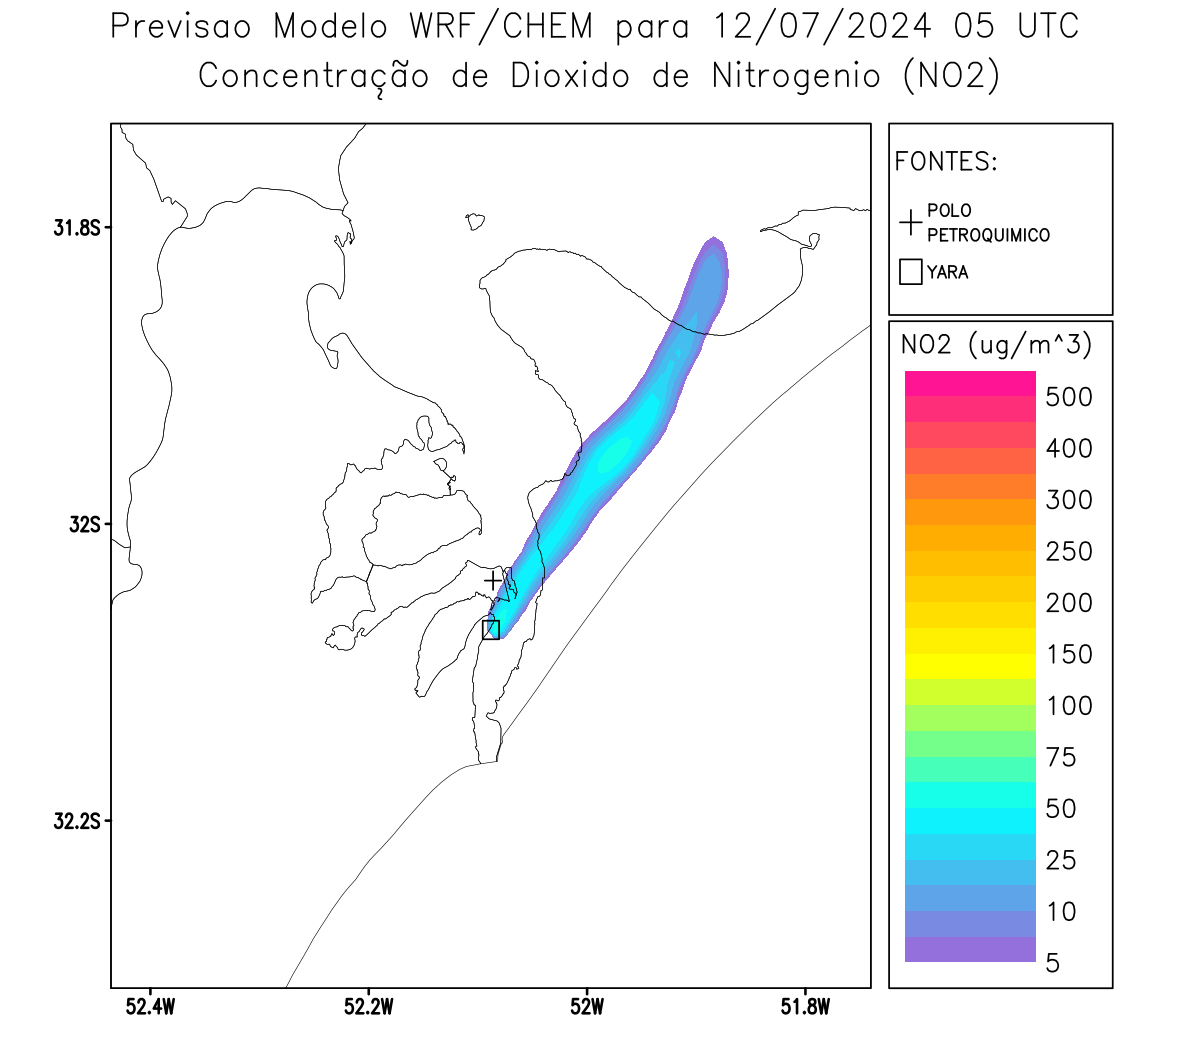 Previsao Modelo WRF/CHEM para 12/07/2024 05 UTC
Concentração de Dioxido de Nitrogenio (NO2)
FONTES:
POLO
PETROQUIMICO
YARA
NO2 (ug/m^3)
500
400
300
250
200
150
100
75
50
25
10
5
31.8S
32S
32.2S
52.4W 52.2W 52W 51.8W